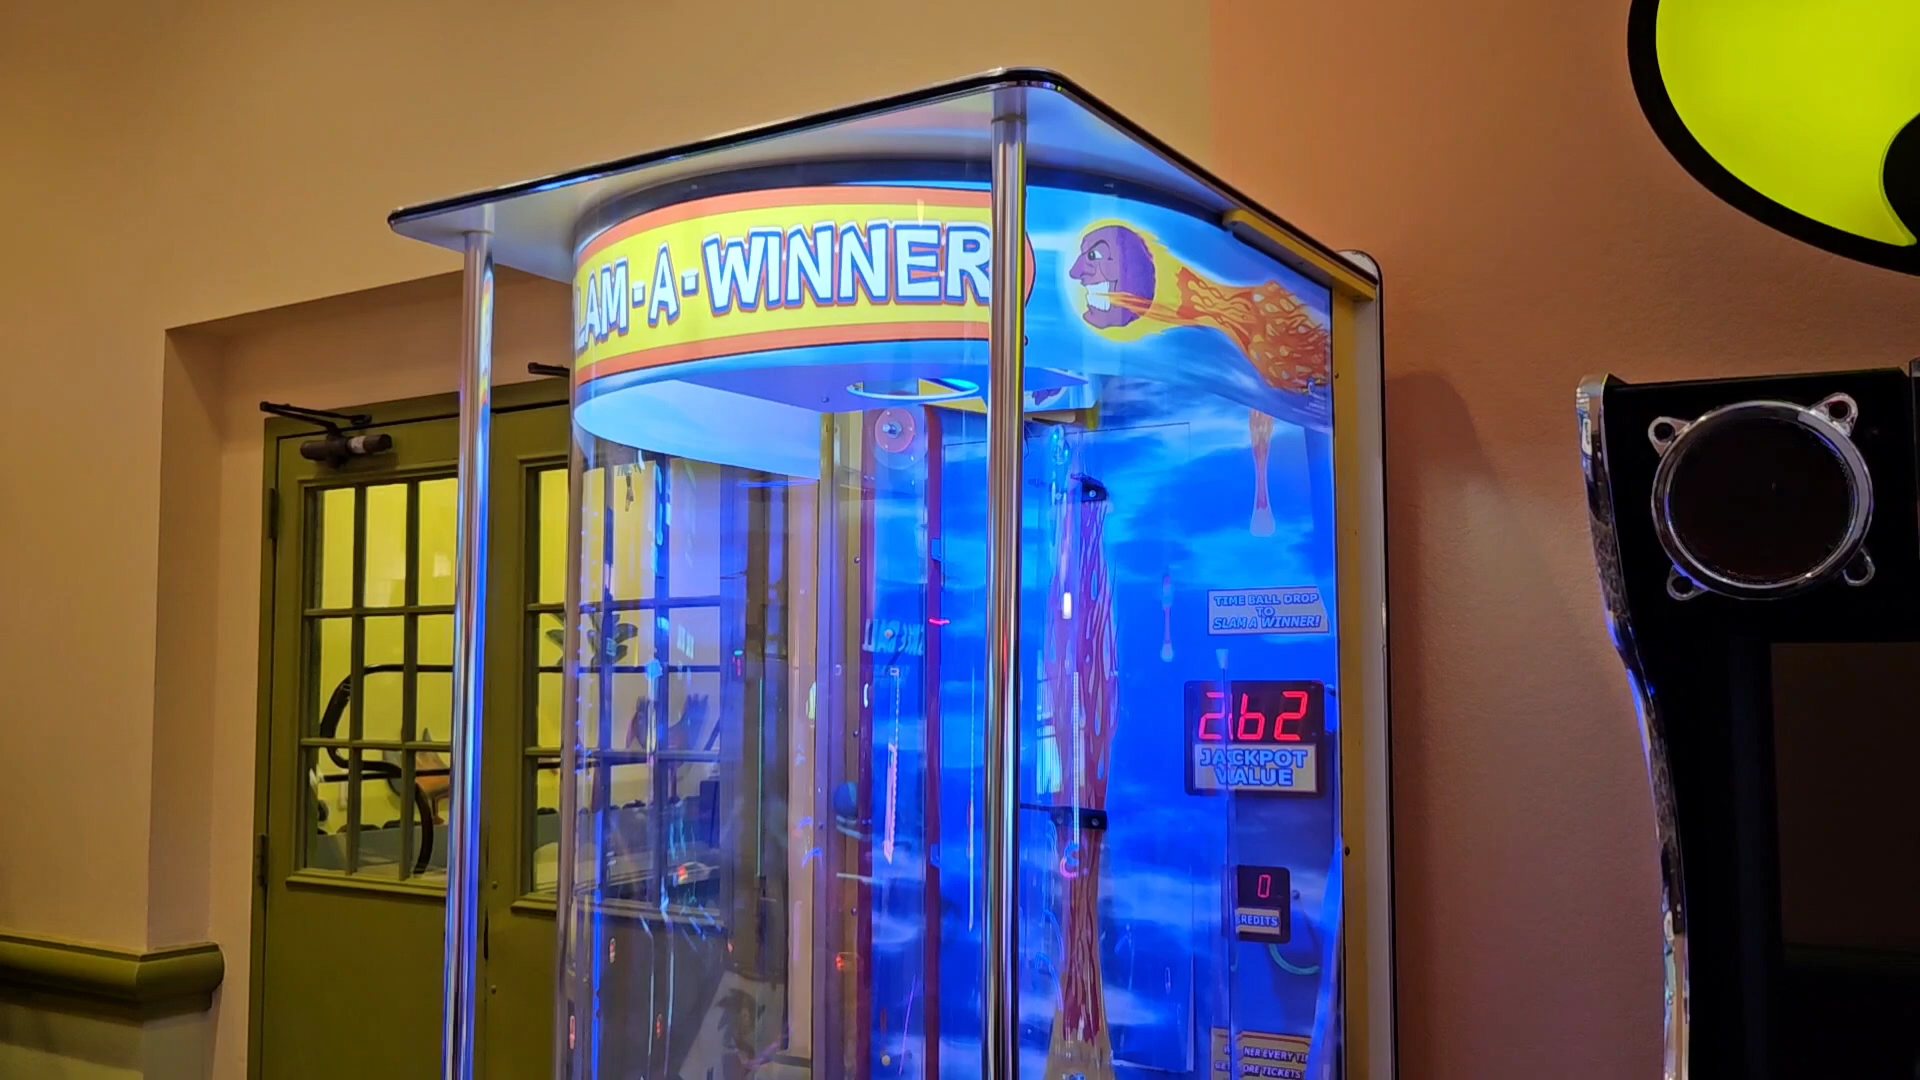 LAM-A-WINNER
TIME BALL DROP
TO
SLAM A WINNER!
262
JACKPOT
VALUE
0
CREDITS